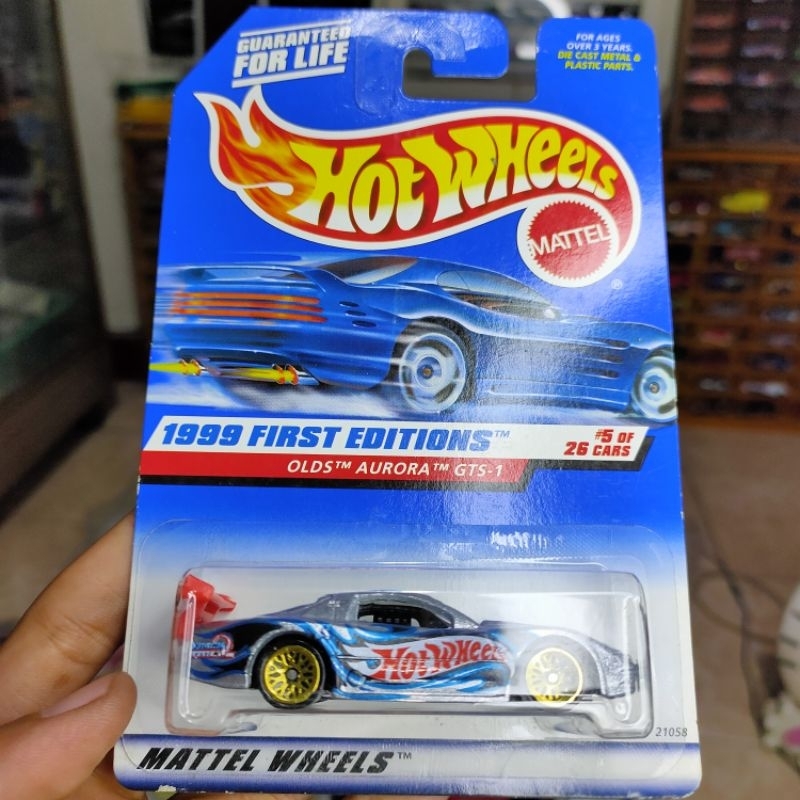 GUARANTEED
FOR LIFE
FOR AGES
OVER 3 YEARS.
DIE CAST METAL &
PLASTIC PARTS.
HOT WHEELS
MATTEL
®
1999 FIRST EDITIONS™
#5 OF
26 CARS
OLDS™ AURORA™ GTS-1
HOT WHEELS
21058
MATTEL WHEELS™